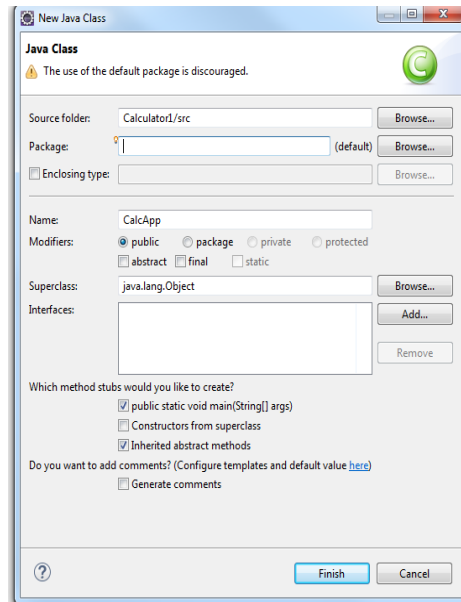 New Java Class
Java Class
The use of the default package is discouraged.
C
Source folder: Calculator1/src Browse...
Package: (default) Browse...
Enclosing type: Browse...
Name: CalcApp
Modifiers: public package private protected
abstract final static
Superclass: java.lang.Object Browse...
Interfaces: Add...
Remove
Which method stubs would you like to create?
public static void main(String[] args)
Constructors from superclass
Inherited abstract methods
Do you want to add comments? (Configure templates and default value here)
Generate comments
? Finish Cancel